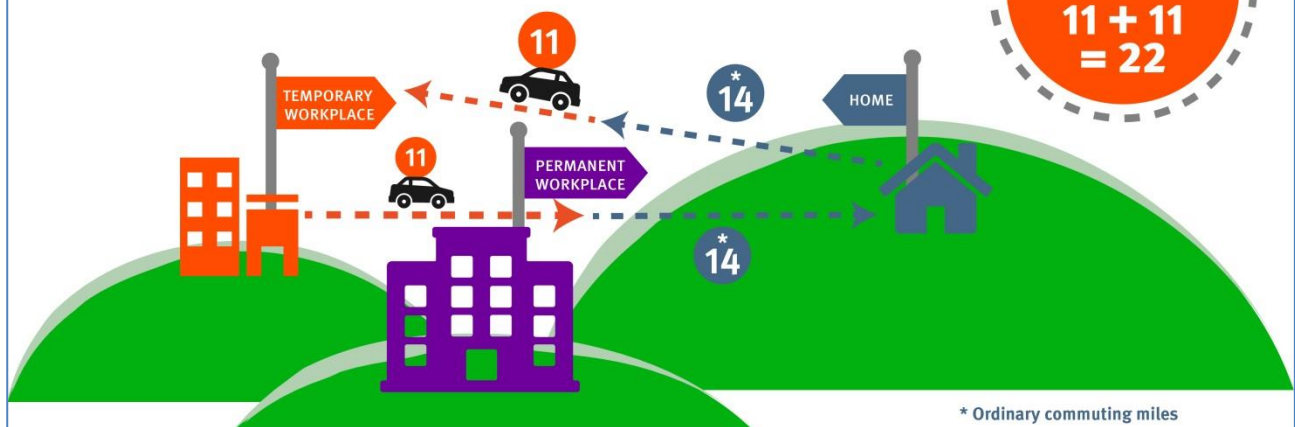 11 + 11
= 22
11
*
14
HOME
TEMPORARY
WORKPLACE
11
PERMANENT
WORKPLACE
*
14
* Ordinary commuting miles